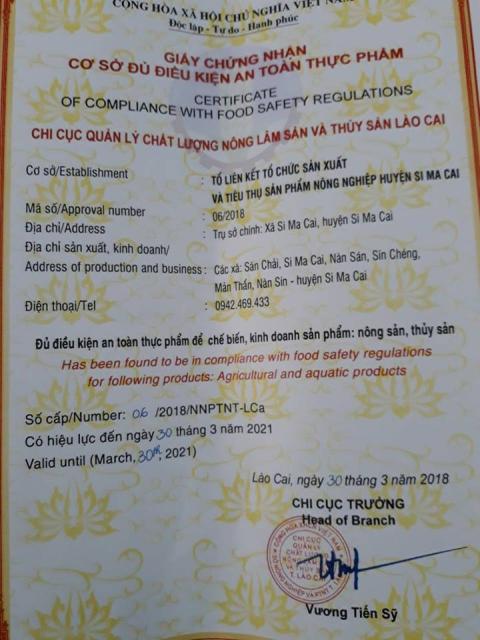 CỘNG HÒA XÃ HỘI CHỦ NGHĨA VIỆT NAM
Độc lập - Tự do - Hạnh phúc
GIẤY CHỨNG NHẬN
CƠ SỞ ĐỦ ĐIỀU KIỆN AN TOÀN THỰC PHẨM
CERTIFICATE
OF COMPLIANCE WITH FOOD SAFETY REGULATIONS
CHI CỤC QUẢN LÝ CHẤT LƯỢNG NÔNG LÂM SẢN VÀ THỦY SẢN LÀO CAI
Cơ sở/Establishment : TỔ LIÊN KẾT TỔ CHỨC SẢN XUẤT
VÀ TIÊU THỤ SẢN PHẨM NÔNG NGHIỆP HUYỆN SI MA CAI
Mã số/Approval number : 06/2018
Địa chỉ/Address : Trụ sở chính: Xã Si Ma Cai, huyện Si Ma Cai
Địa chỉ sản xuất, kinh doanh/
Address of production and business : Các xã: Sán Chải, Si Ma Cai, Nàn Sán, Sín Chéng,
Mản Thẩn, Nàn Sín - huyện Si Ma Cai
Điện thoại/Tel : 0942.469.433
Đủ điều kiện an toàn thực phẩm để chế biến, kinh doanh sản phẩm: nông sản, thủy sản
Has been found to be in compliance with food safety regulations
for following products: Agricultural and aquatic products
Số cấp/Number: 06 /2018/NNPTNT-LCa
Có hiệu lực đến ngày 30 tháng 3 năm 2021
Valid until (March, 30th, 2021)
Lào Cai, ngày 30 tháng 3 năm 2018
CHI CỤC TRƯỞNG
Head of Branch
CHI CỤC
QUẢN LÝ
CHẤT LƯỢNG
T. LÀO CAI
Vương Tiến Sỹ